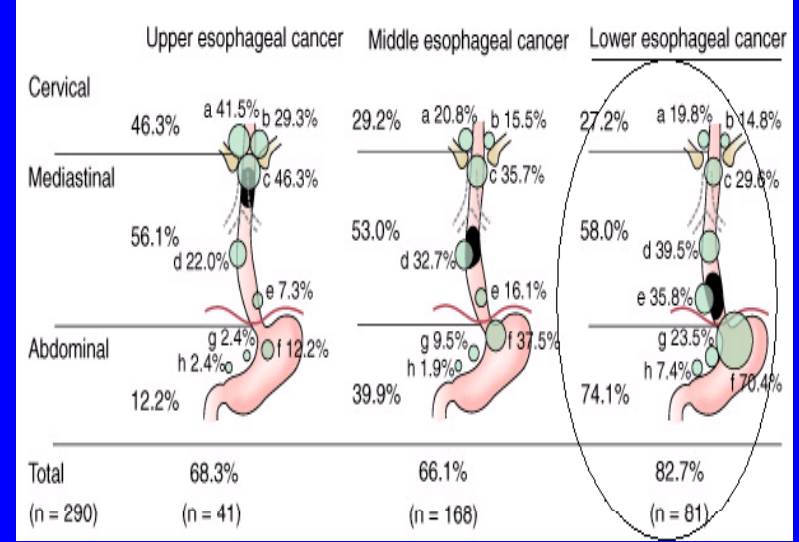 Upper esophageal cancer
Middle esophageal cancer
Lower esophageal cancer
Cervical
46.3%
a 41.5%
b 29.3%
29.2%
a 20.8%
b 15.5%
27.2%
a 19.8%
b 14.8%
Mediastinal
c 46.3%
c 35.7%
c 29.6%
56.1%
d 22.0%
53.0%
d 32.7%
58.0%
d 39.5%
e 7.3%
e 16.1%
e 35.8%
Abdominal
g 2.4%
f 12.2%
h 2.4%
g 9.5%
f 37.5%
h 1.9%
g 23.5%
h 7.4%
f 70.4%
12.2%
39.9%
74.1%
Total
68.3%
66.1%
82.7%
(n = 290)
(n = 41)
(n = 168)
(n = 81)